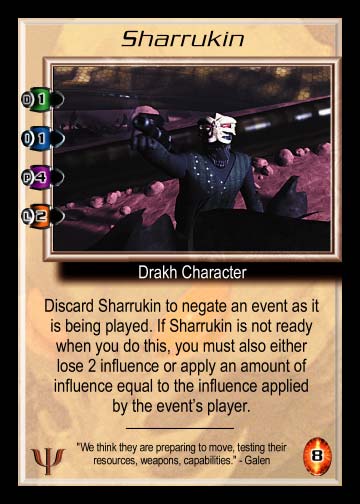 Sharrukin
D 1
I 1
P 4
L 2
Drakh Character
Discard Sharrukin to negate an event as it
is being played. If Sharrukin is not ready
when you do this, you must also either
lose 2 influence or apply an amount of
influence equal to the influence applied
by the event's player.
"We think they are preparing to move, testing their
resources, weapons, capabilities." - Galen
8